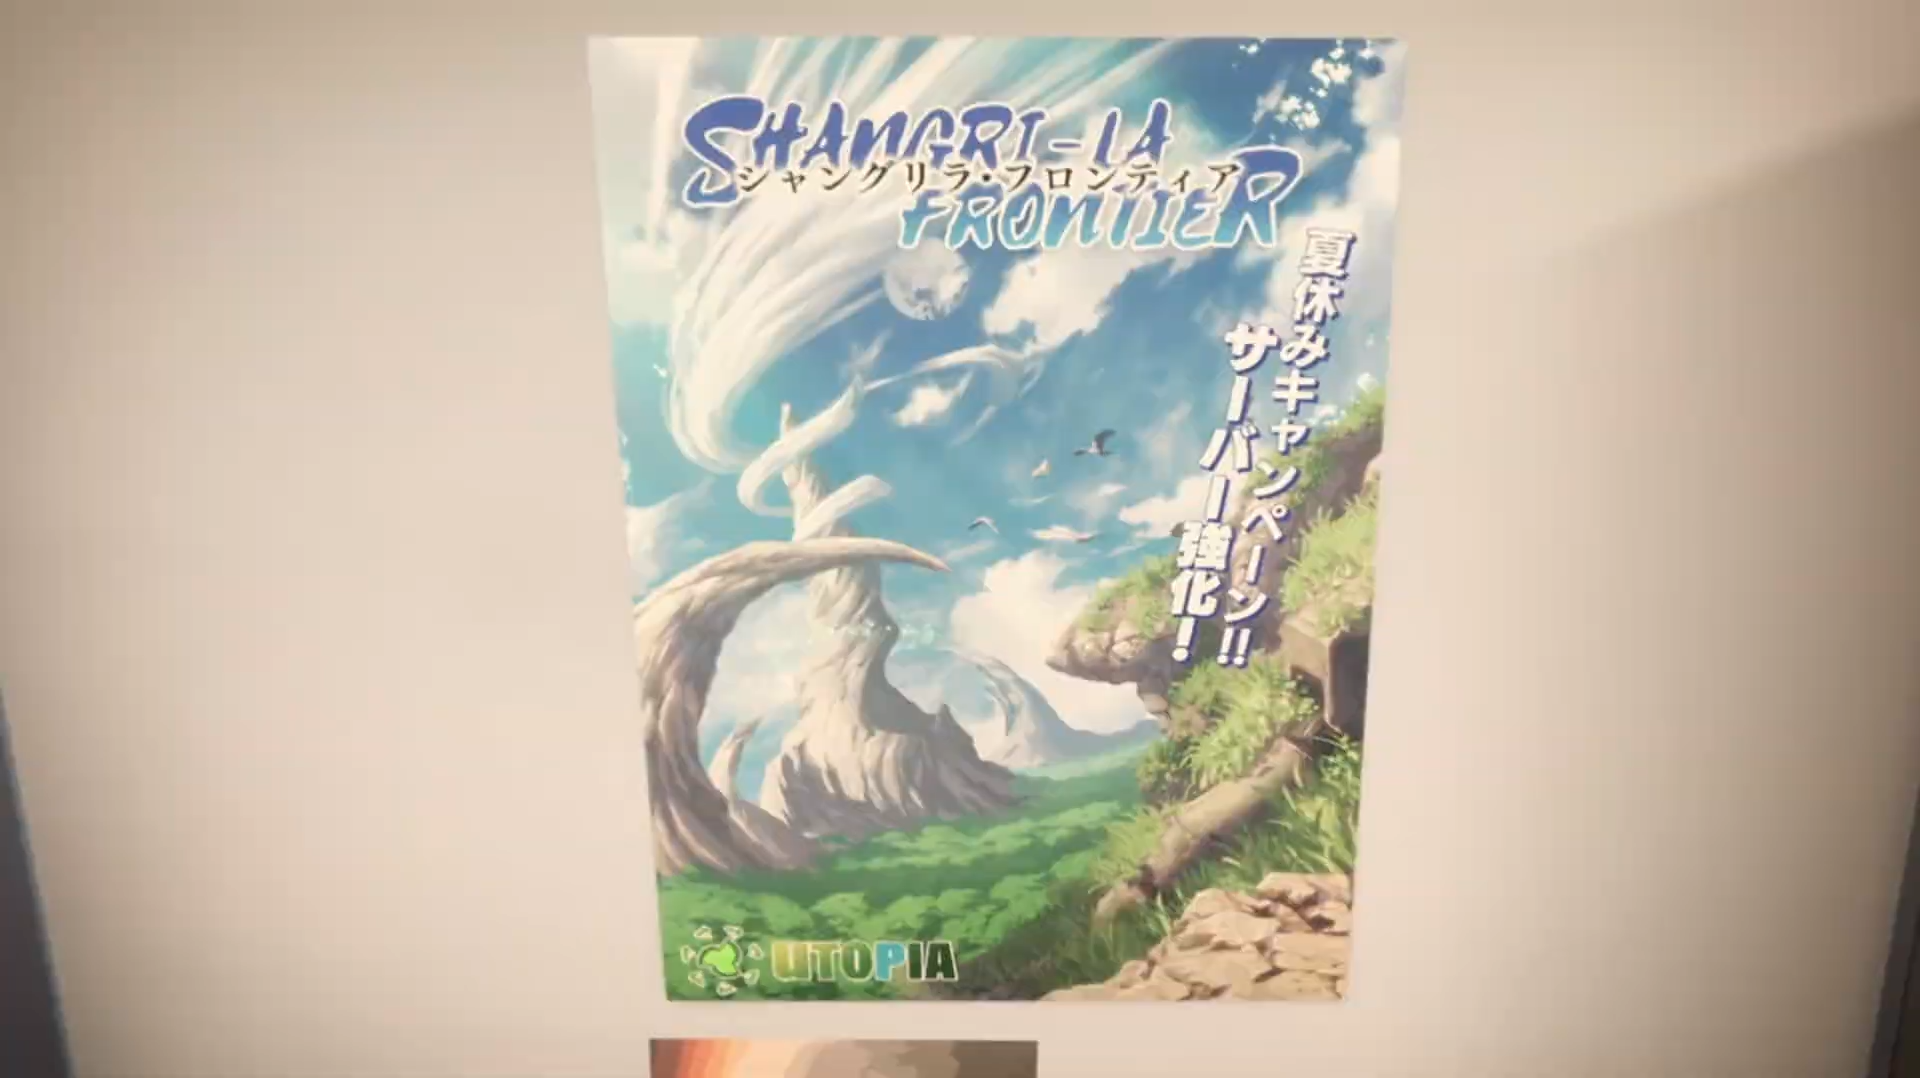 SHANGRI-LA
シャングリラ・フロンティア
FRONTIER
夏休みキャンペーン!!
サーバー強化!
UTOPIA